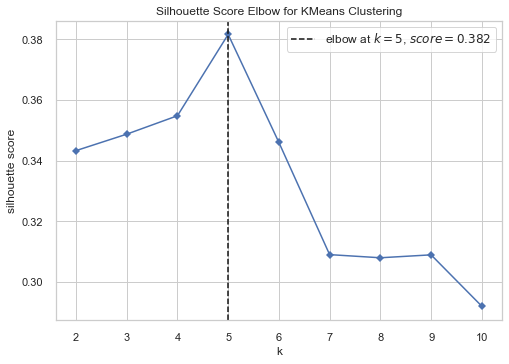 Silhouette Score Elbow for KMeans Clustering
elbow at k = 5, score = 0.382
0.38
0.36
0.34
0.32
0.30
silhouette score
2 3 4 5 6 7 8 9 10
k